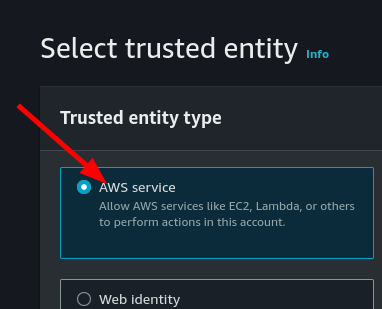 Select trusted entity Info
Trusted entity type
AWS service
Allow AWS services like EC2, Lambda, or others
to perform actions in this account.
Web identity